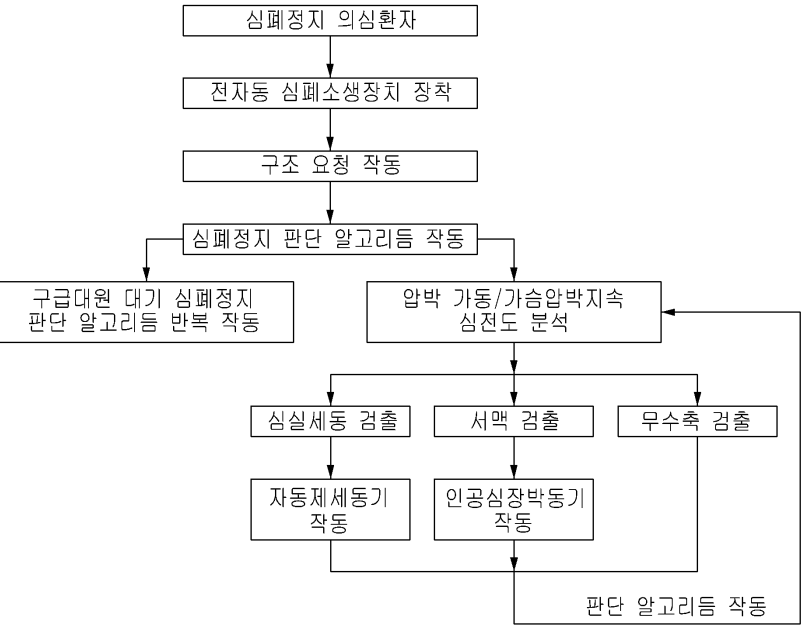 심폐정지 의심환자
전자동 심폐소생장치 장착
구조 요청 작동
심폐정지 판단 알고리듬 작동
구급대원 대기 심폐정지
판단 알고리듬 반복 작동
압박 가동/가슴압박지속
심전도 분석
심실세동 검출
서맥 검출
무수축 검출
자동제세동기
작동
인공심장박동기
작동
판단 알고리듬 작동